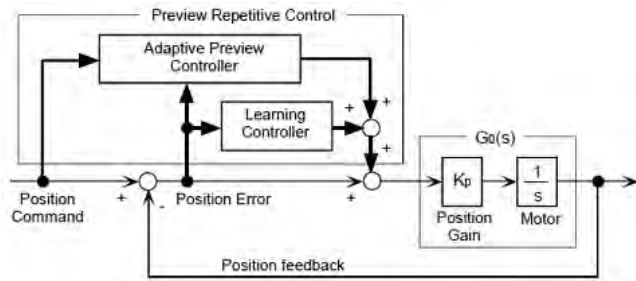 Preview Repetitive Control
Adaptive Preview
Controller
+
+
Learning
Controller
+
G0(s)
Kp
1
s
Position
Command
+
-
Position Error
+
Position
Gain
Motor
Position feedback